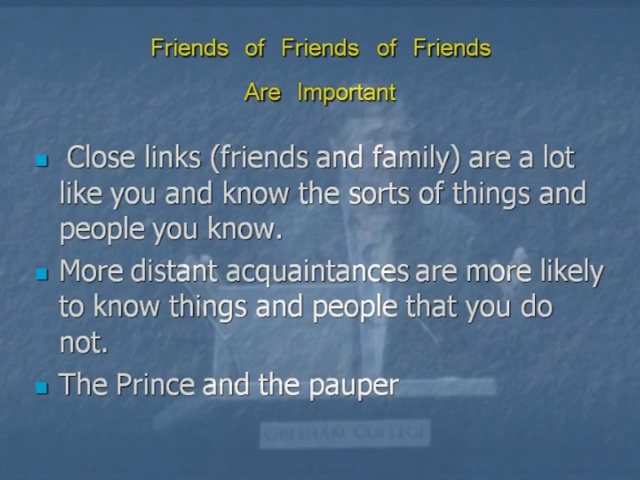 Friends of Friends of Friends
Are Important
Close links (friends and family) are a lot
like you and know the sorts of things and
people you know.
More distant acquaintances are more likely
to know things and people that you do
not.
The Prince and the pauper
GRESHAM COLLEGE